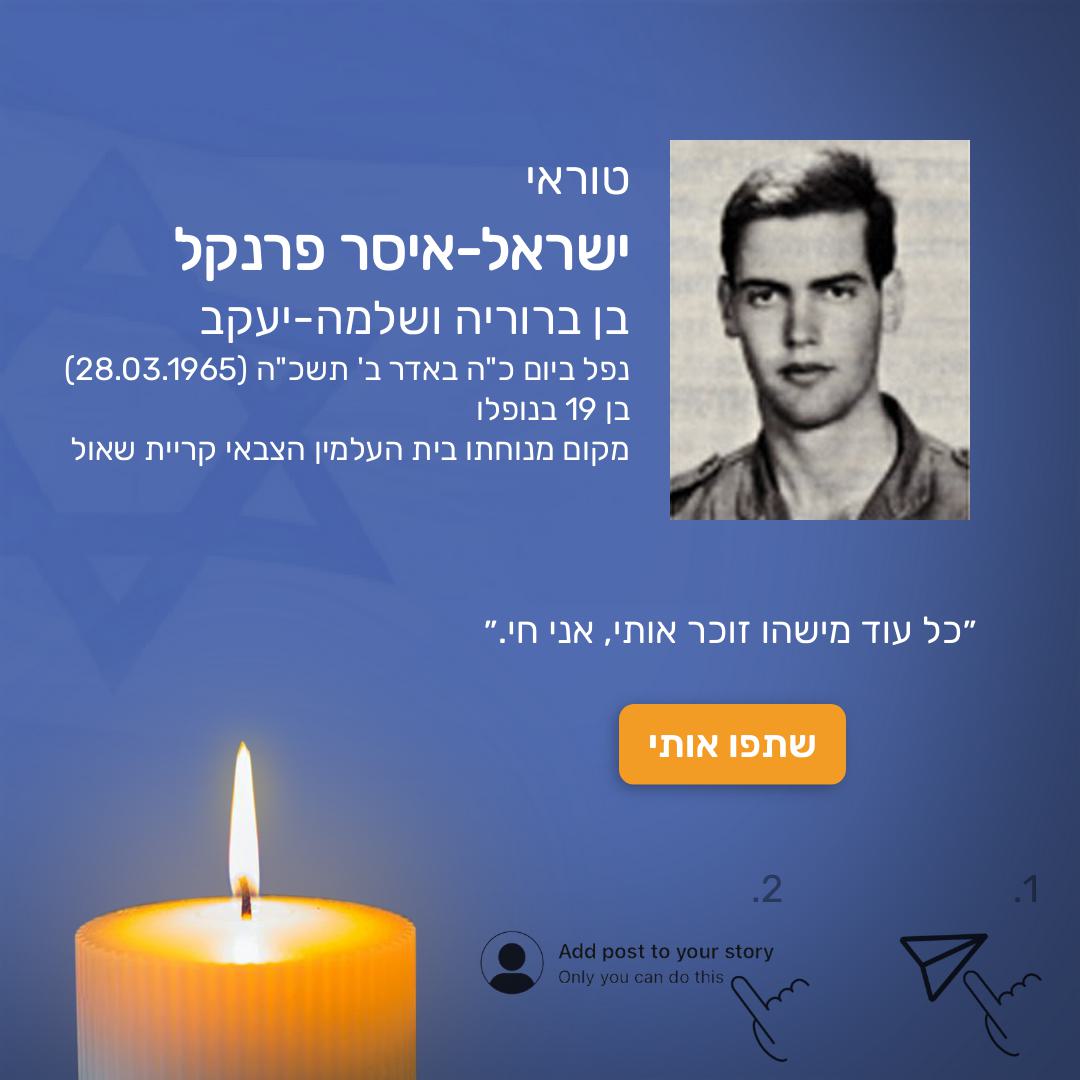 טוראי
ישראל-איסר פרנקל
בן ברוריה ושלמה-יעקב
נפל ביום כ"ה באדר ב' תשכ"ה (28.03.1965)
בן 19 בנופלו
מקום מנוחתו בית העלמין הצבאי קריית שאול
״כל עוד מישהו זוכר אותי, אני חי.״
שתפו אותי
.1
.2
Add post to your story
Only you can do this